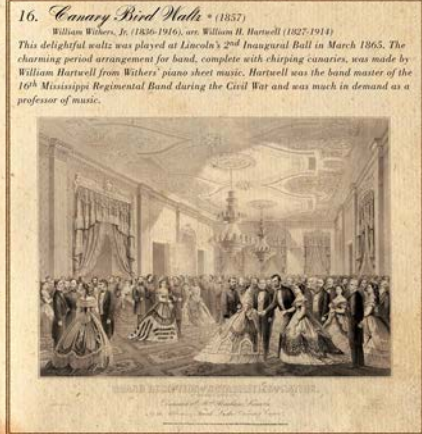 16. Canary Bird Waltz * (1857)
William Withers, Jr. (1836-1916), arr. William H. Hartwell (1827-1914)
This delightful waltz was played at Lincoln's 2nd Inaugural Ball in March 1865. The
charming period arrangement for band, complete with chirping canaries, was made by
William Hartwell from Withers' piano sheet music. Hartwell was the band master of the
16th Mississippi Regimental Band during the Civil War and was much in demand as a
professor of music.